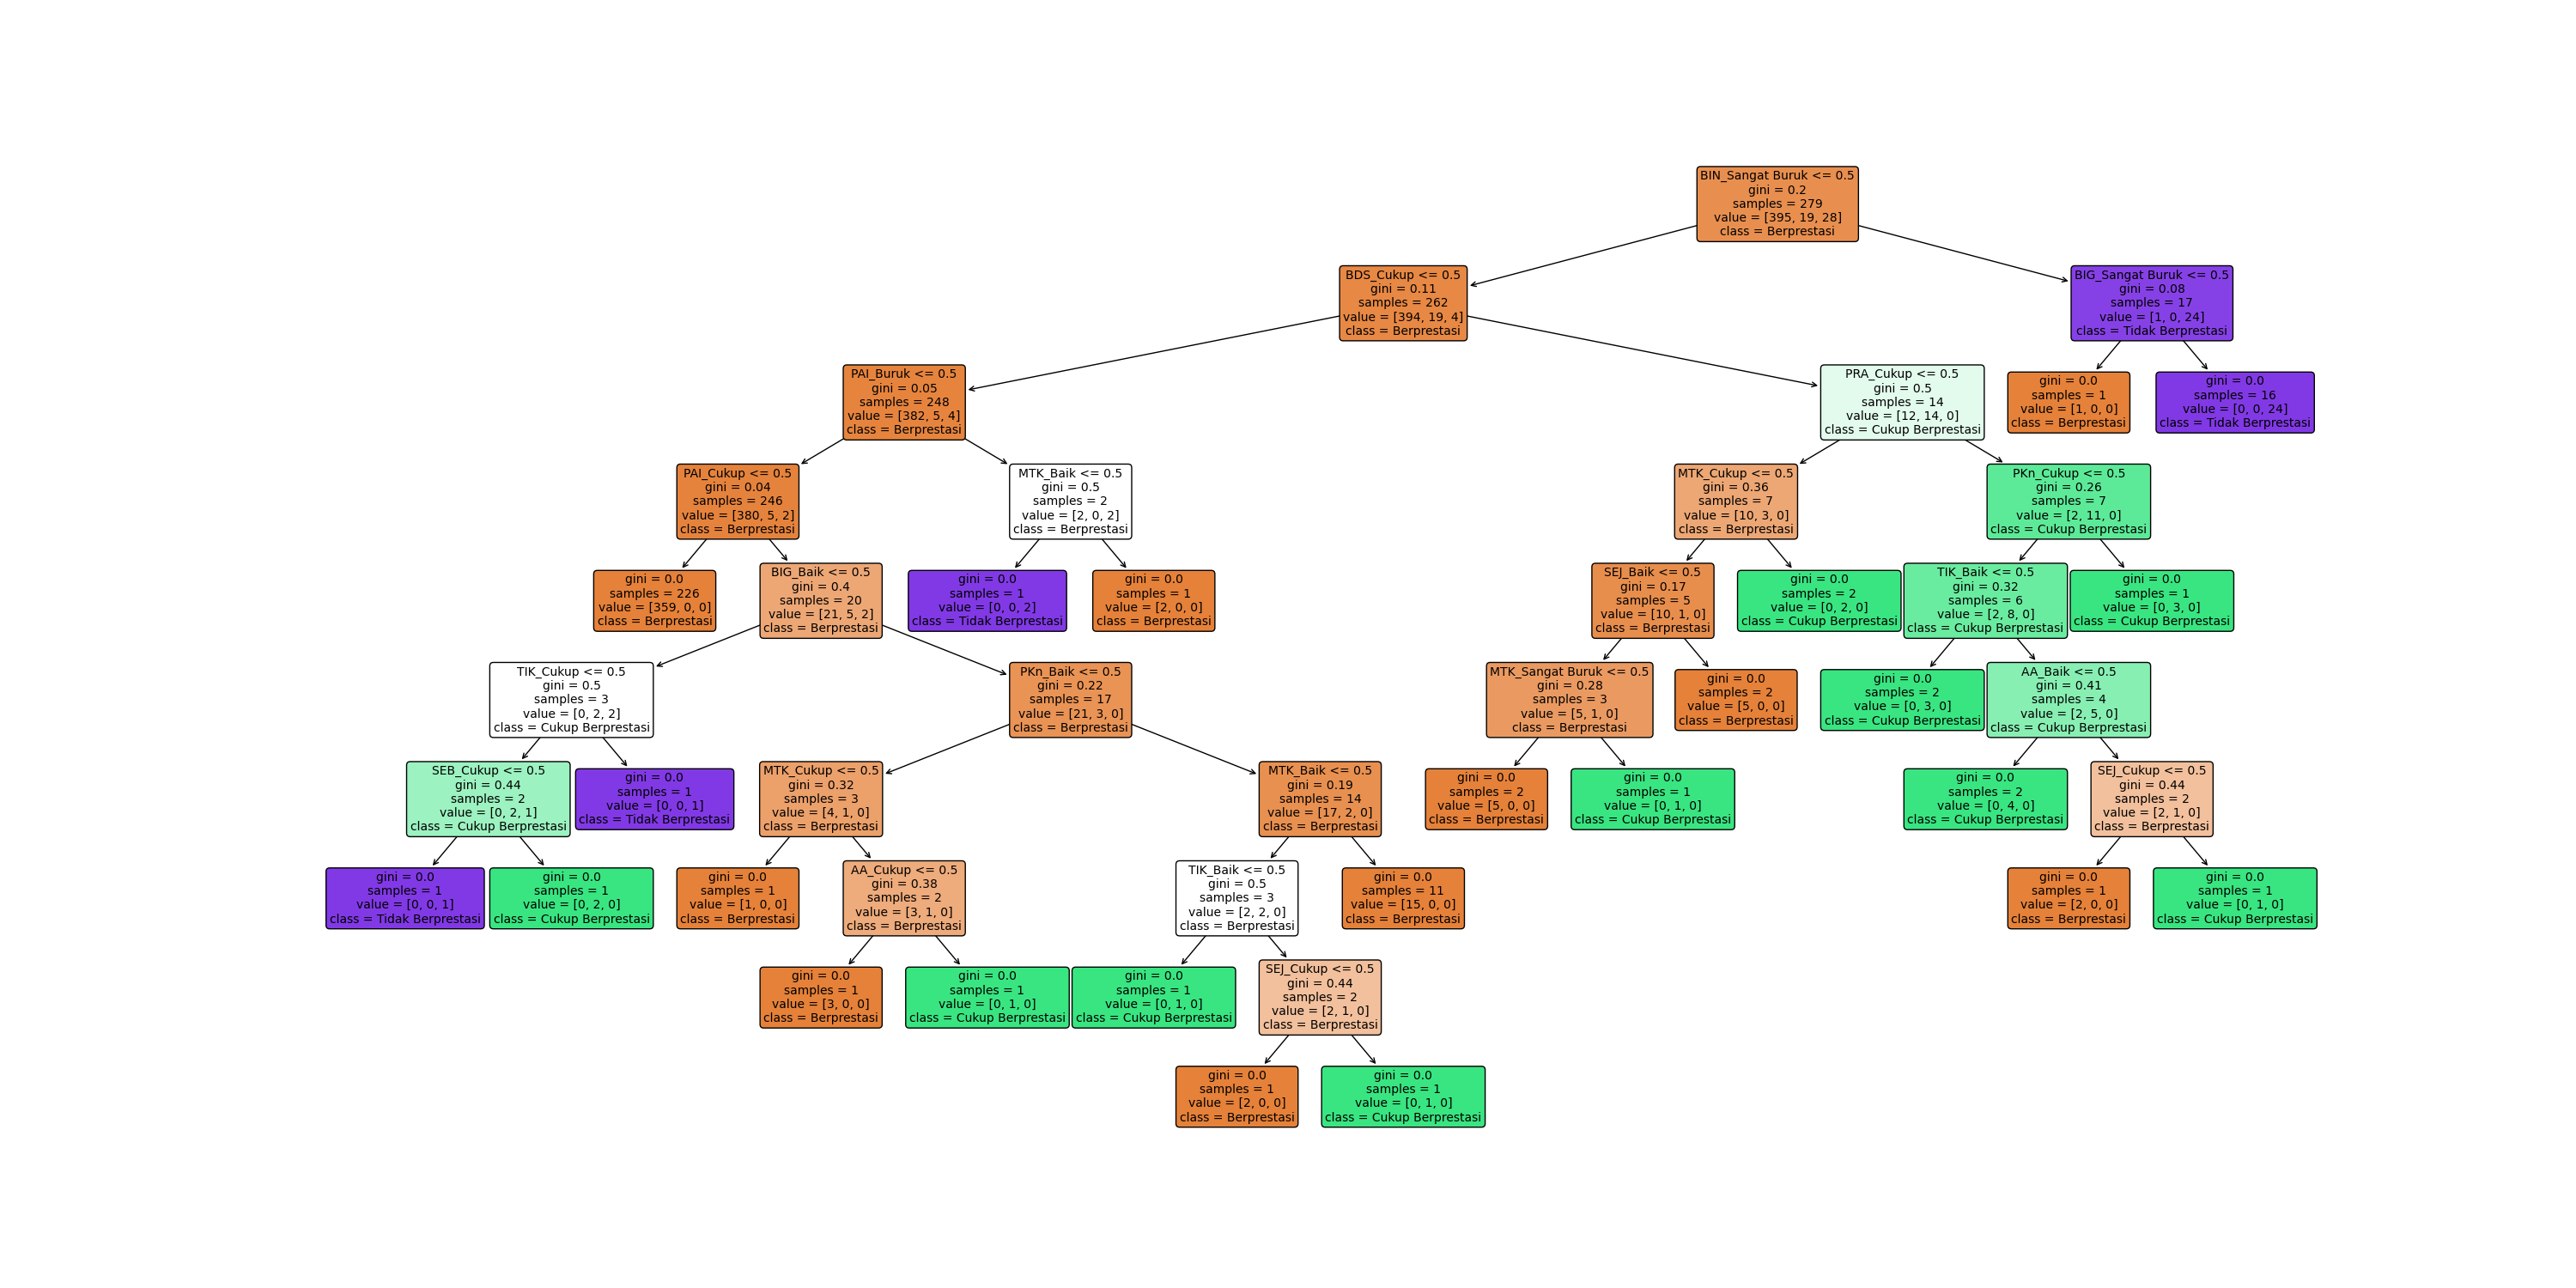 BIN_Sangat Buruk <= 0.5
gini = 0.2
samples = 279
value = [395, 19, 28]
class = Berprestasi
BDS_Cukup <= 0.5
gini = 0.11
samples = 262
value = [394, 19, 4]
class = Berprestasi
BIG_Sangat Buruk <= 0.5
gini = 0.08
samples = 17
value = [1, 0, 24]
class = Tidak Berprestasi
PAI_Buruk <= 0.5
gini = 0.05
samples = 248
value = [382, 5, 4]
class = Berprestasi
PRA_Cukup <= 0.5
gini = 0.5
samples = 14
value = [12, 14, 0]
class = Cukup Berprestasi
gini = 0.0
samples = 1
value = [1, 0, 0]
class = Berprestasi
gini = 0.0
samples = 16
value = [0, 0, 24]
class = Tidak Berprestasi
PAI_Cukup <= 0.5
gini = 0.04
samples = 246
value = [380, 5, 2]
class = Berprestasi
MTK_Baik <= 0.5
gini = 0.5
samples = 2
value = [2, 0, 2]
class = Berprestasi
MTK_Cukup <= 0.5
gini = 0.36
samples = 7
value = [10, 3, 0]
class = Berprestasi
PKn_Cukup <= 0.5
gini = 0.26
samples = 7
value = [2, 11, 0]
class = Cukup Berprestasi
gini = 0.0
samples = 226
value = [359, 0, 0]
class = Berprestasi
BIG_Baik <= 0.5
gini = 0.4
samples = 20
value = [21, 5, 2]
class = Berprestasi
gini = 0.0
samples = 1
value = [0, 0, 2]
class = Tidak Berprestasi
gini = 0.0
samples = 1
value = [2, 0, 0]
class = Berprestasi
SEJ_Baik <= 0.5
gini = 0.17
samples = 5
value = [10, 1, 0]
class = Berprestasi
gini = 0.0
samples = 2
value = [0, 2, 0]
class = Cukup Berprestasi
TIK_Baik <= 0.5
gini = 0.32
samples = 6
value = [2, 8, 0]
class = Cukup Berprestasi
gini = 0.0
samples = 1
value = [0, 3, 0]
class = Cukup Berprestasi
TIK_Cukup <= 0.5
gini = 0.5
samples = 3
value = [0, 2, 2]
class = Cukup Berprestasi
PKn_Baik <= 0.5
gini = 0.22
samples = 17
value = [21, 3, 0]
class = Berprestasi
MTK_Sangat Buruk <= 0.5
gini = 0.28
samples = 3
value = [5, 1, 0]
class = Berprestasi
gini = 0.0
samples = 2
value = [5, 0, 0]
class = Berprestasi
gini = 0.0
samples = 2
value = [0, 3, 0]
class = Cukup Berprestasi
AA_Baik <= 0.5
gini = 0.41
samples = 4
value = [2, 5, 0]
class = Cukup Berprestasi
SEB_Cukup <= 0.5
gini = 0.44
samples = 2
value = [0, 2, 1]
class = Cukup Berprestasi
gini = 0.0
samples = 1
value = [0, 0, 1]
class = Tidak Berprestasi
MTK_Cukup <= 0.5
gini = 0.32
samples = 3
value = [4, 1, 0]
class = Berprestasi
MTK_Baik <= 0.5
gini = 0.19
samples = 14
value = [17, 2, 0]
class = Berprestasi
gini = 0.0
samples = 2
value = [5, 0, 0]
class = Berprestasi
gini = 0.0
samples = 1
value = [0, 1, 0]
class = Cukup Berprestasi
gini = 0.0
samples = 2
value = [0, 4, 0]
class = Cukup Berprestasi
SEJ_Cukup <= 0.5
gini = 0.44
samples = 2
value = [2, 1, 0]
class = Berprestasi
gini = 0.0
samples = 1
value = [0, 0, 1]
class = Tidak Berprestasi
gini = 0.0
samples = 1
value = [0, 2, 0]
class = Cukup Berprestasi
gini = 0.0
samples = 1
value = [1, 0, 0]
class = Berprestasi
AA_Cukup <= 0.5
gini = 0.38
samples = 2
value = [3, 1, 0]
class = Berprestasi
TIK_Baik <= 0.5
gini = 0.5
samples = 3
value = [2, 2, 0]
class = Berprestasi
gini = 0.0
samples = 11
value = [15, 0, 0]
class = Berprestasi
gini = 0.0
samples = 1
value = [2, 0, 0]
class = Berprestasi
gini = 0.0
samples = 1
value = [0, 1, 0]
class = Cukup Berprestasi
gini = 0.0
samples = 1
value = [3, 0, 0]
class = Berprestasi
gini = 0.0
samples = 1
value = [0, 1, 0]
class = Cukup Berprestasi
gini = 0.0
samples = 1
value = [0, 1, 0]
class = Cukup Berprestasi
SEJ_Cukup <= 0.5
gini = 0.44
samples = 2
value = [2, 1, 0]
class = Berprestasi
gini = 0.0
samples = 1
value = [2, 0, 0]
class = Berprestasi
gini = 0.0
samples = 1
value = [0, 1, 0]
class = Cukup Berprestasi